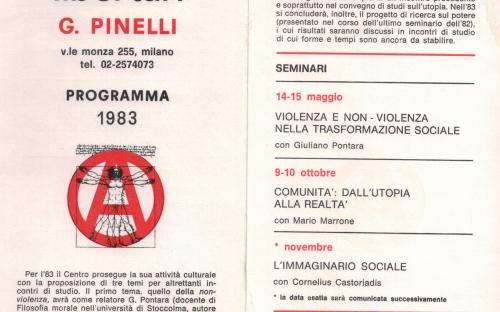 G. PINELLI
v.le monza 255, milano
tel. 02-2574073
PROGRAMMA
1983
Per l'83 il Centro prosegue la sua attività culturale
con la proposizione di tre temi per altrettanti incontri
di studio. Il primo tema, quello della non-
violenza, avrà come relatore G. Pontara (docente di
Filosofia morale nell'università di Stoccolma, autore
e soprattutto nel convegno di studi sull'utopia. Nell'83
si concluderà, inoltre, il progetto di ricerca sul potere
(presentato nel corso dell'ultimo seminario dell'82),
i cui risultati saranno discussi in incontri di studio
di cui forme e tempi sono ancora da stabilire.
SEMINARI
14-15 maggio
VIOLENZA E NON - VIOLENZA
NELLA TRASFORMAZIONE SOCIALE
con Giuliano Pontara
9-10 ottobre
COMUNITA': DALL'UTOPIA
ALLA REALTA'
con Mario Marrone
* novembre
L'IMMAGINARIO SOCIALE
con Cornelius Castoriadis
* la data esatta sarà comunicata successivamente